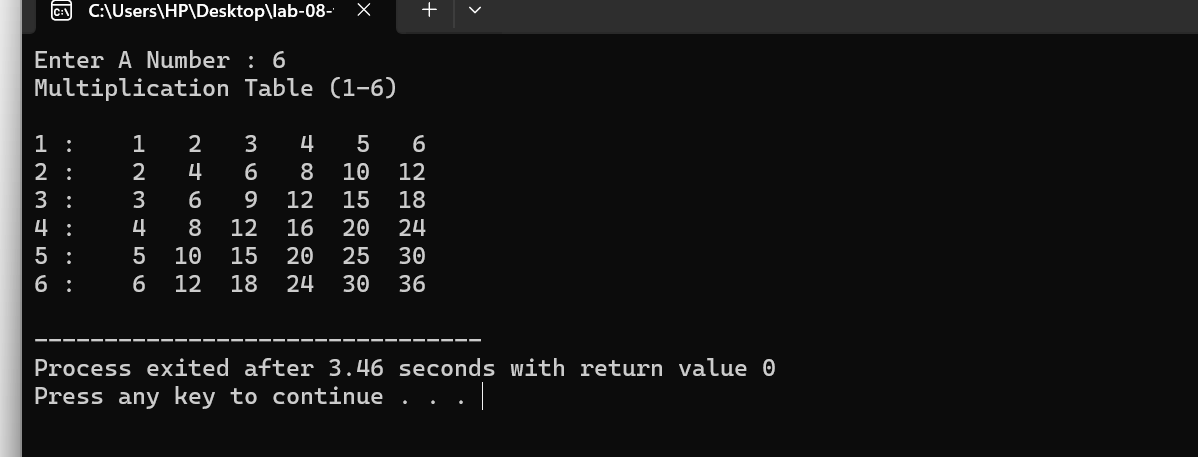 C:\Users\HP\Desktop\lab-08-
Enter A Number : 6
Multiplication Table (1-6)
1 :    1   2   3   4   5   6
2 :    2   4   6   8  10  12
3 :    3   6   9  12  15  18
4 :    4   8  12  16  20  24
5 :    5  10  15  20  25  30
6 :    6  12  18  24  30  36
--------------------------------
Process exited after 3.46 seconds with return value 0
Press any key to continue . . .